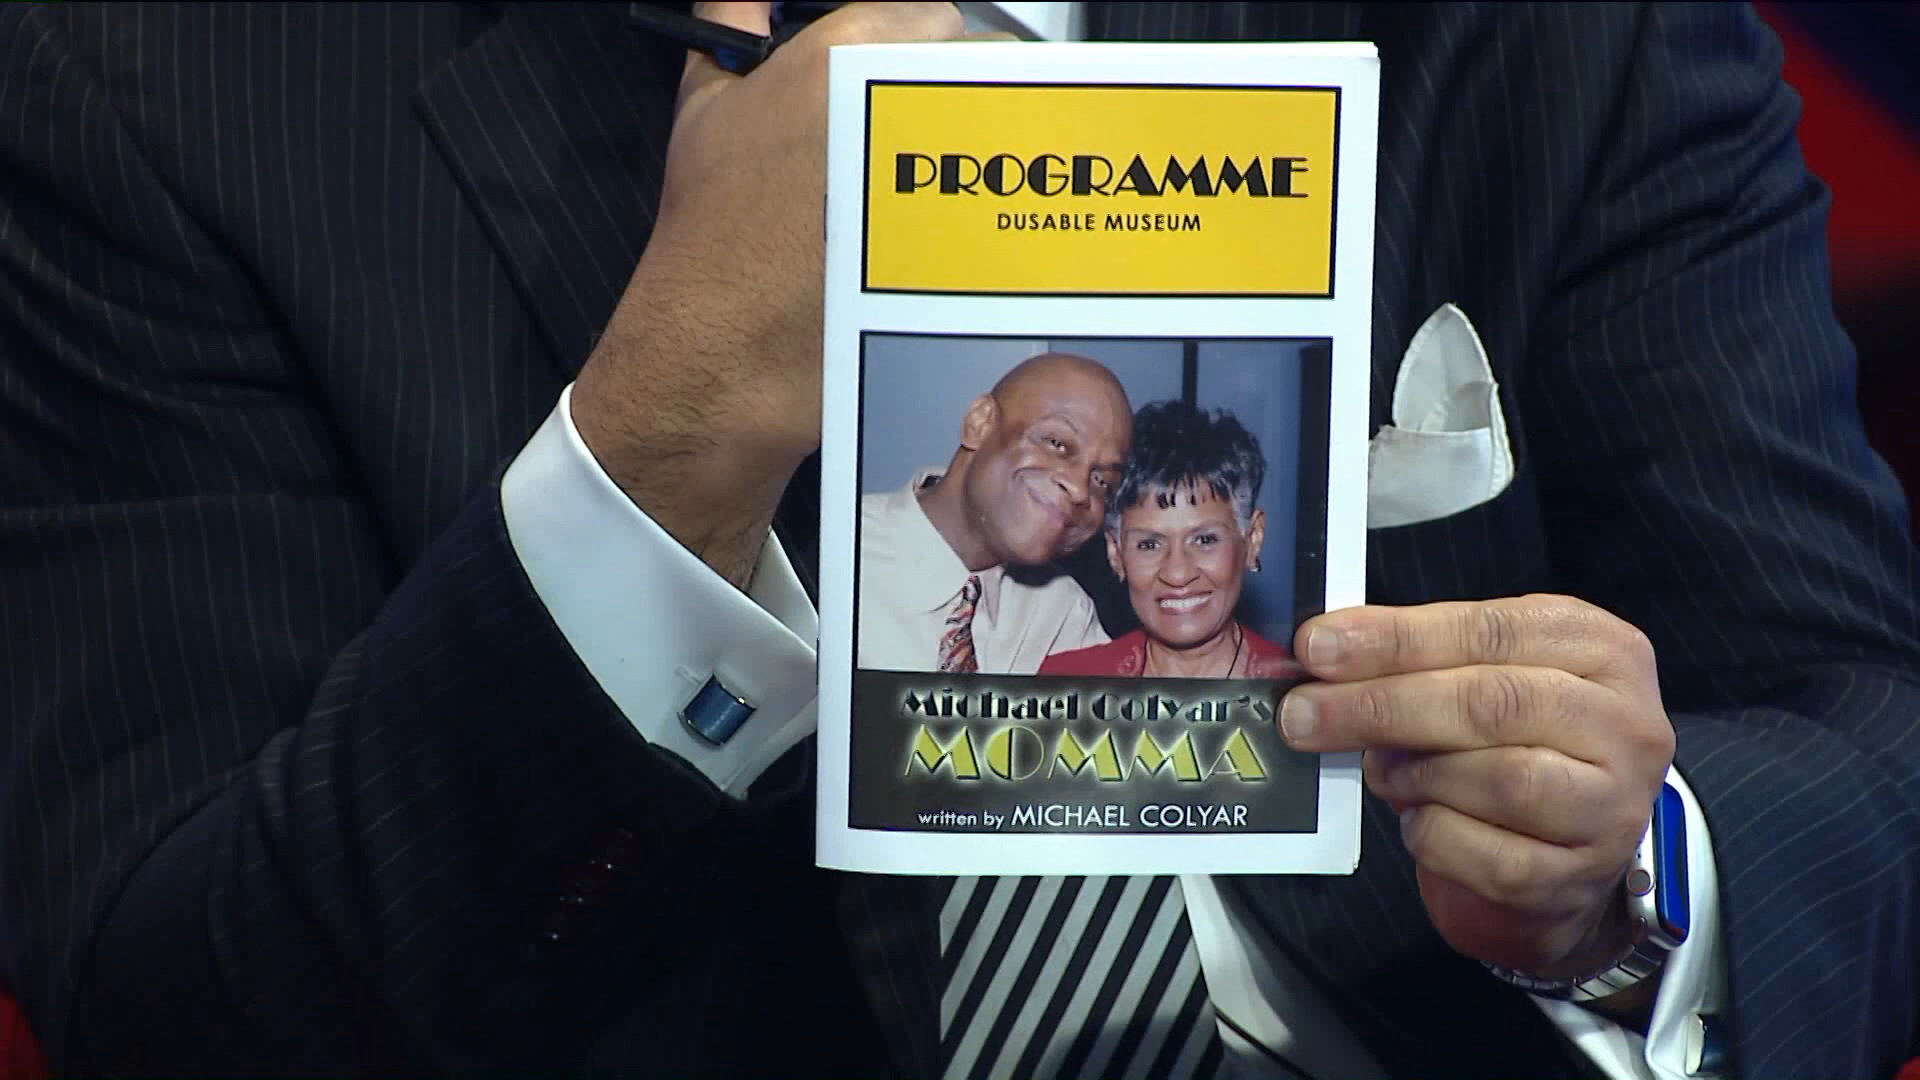 PROGRAMME
DUSABLE MUSEUM
Michael Colyar's
MOMMA
written by MICHAEL COLYAR